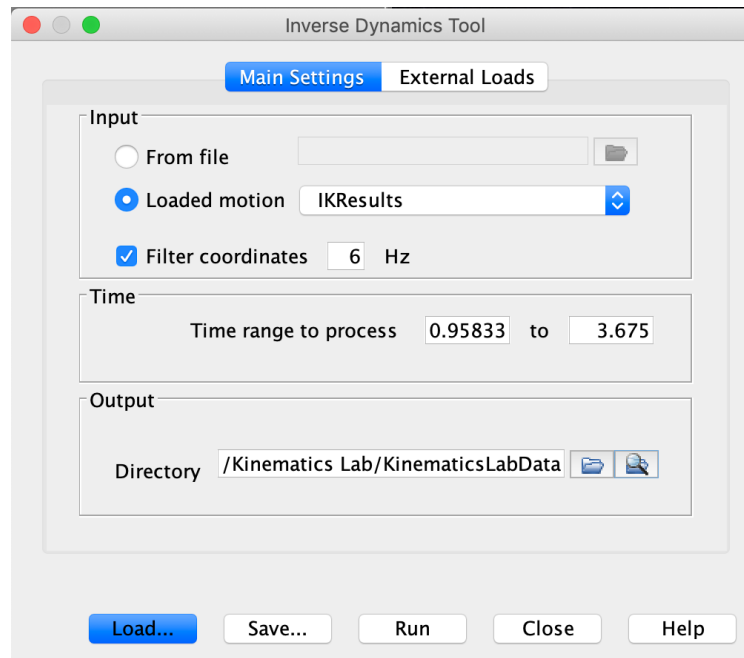 Inverse Dynamics Tool
Main Settings External Loads
Input
From file
Loaded motion IKResults
Filter coordinates 6 Hz
Time
Time range to process 0.95833 to 3.675
Output
Directory /Kinematics Lab/KinematicsLabData
Load... Save... Run Close Help